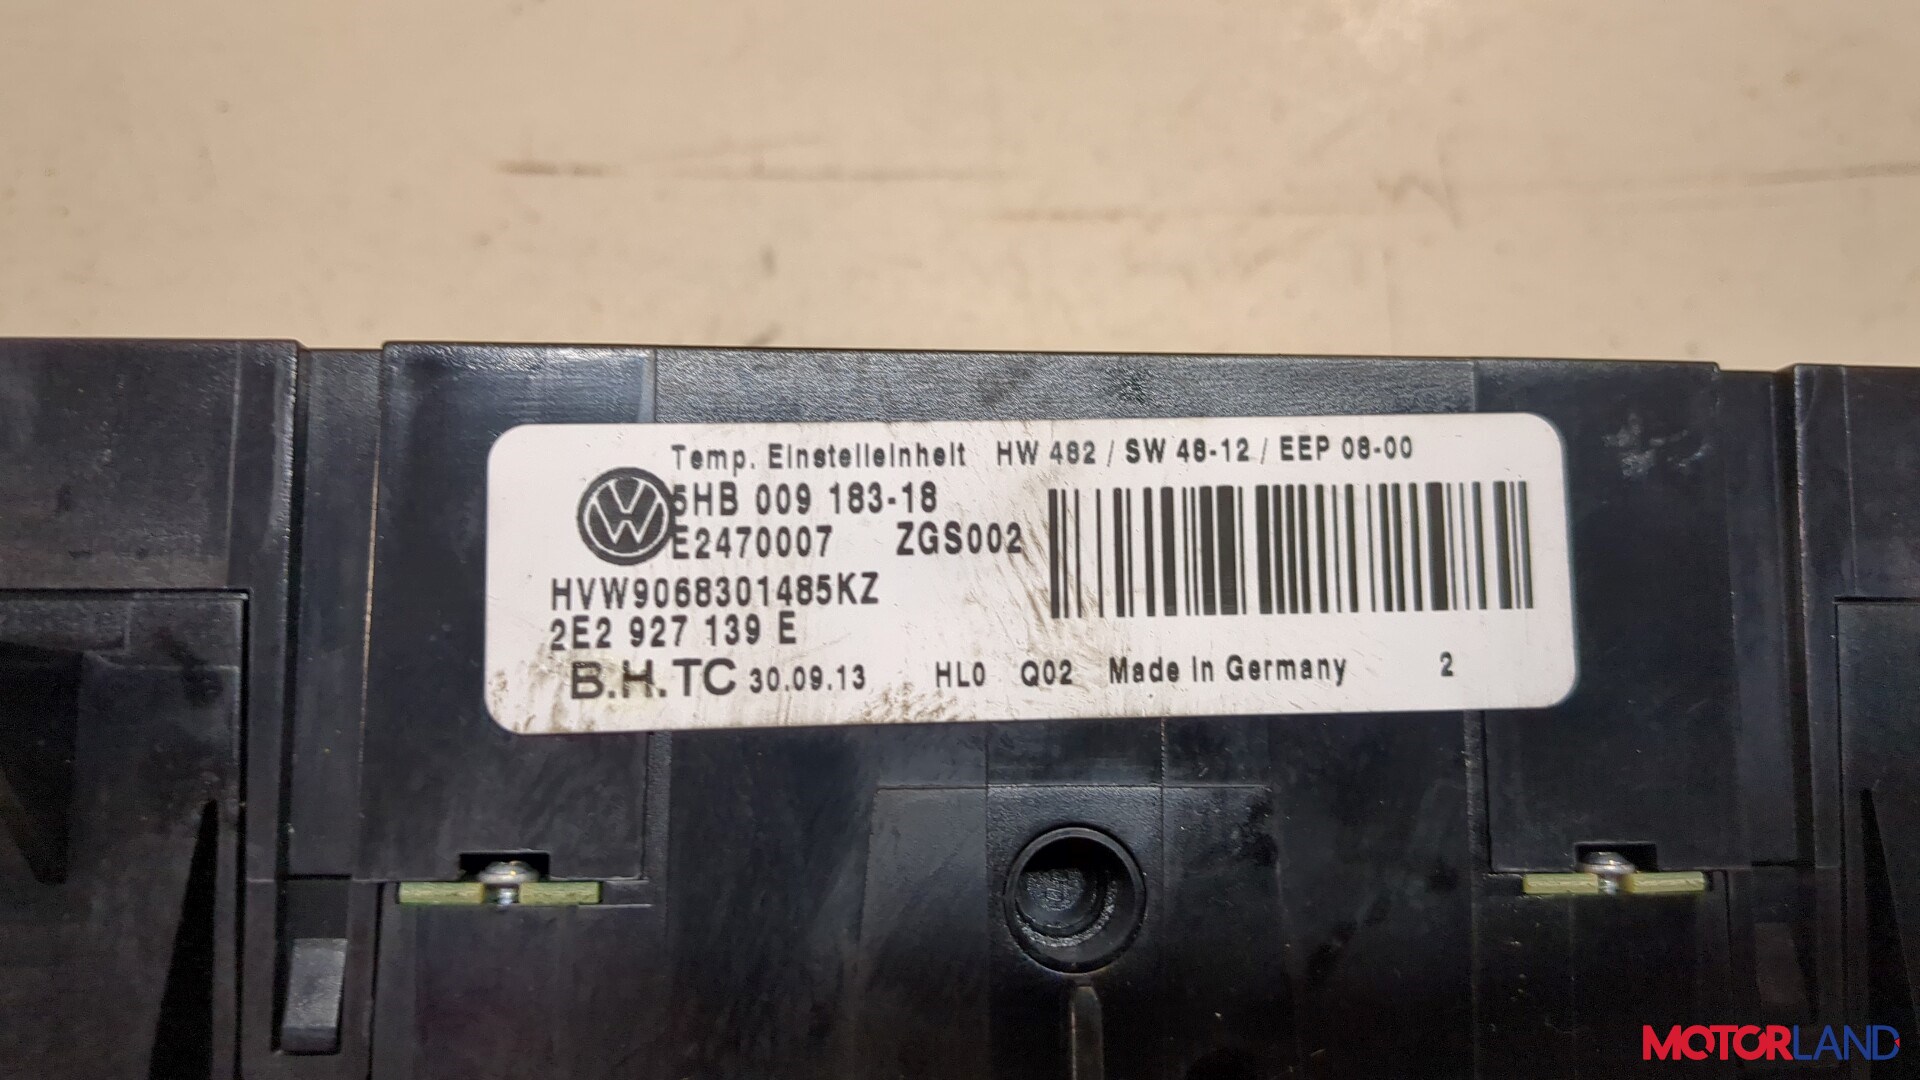 Temp. Einstelleinheit HW 482 / SW 48-12 / EEP 08-00
5HB 009 183-18
E2470007 ZGS002
HVW9068301485KZ
2E2 927 139 E
B.H.TC 30.09.13 HL0 Q02 Made in Germany 2
MOTORLAND